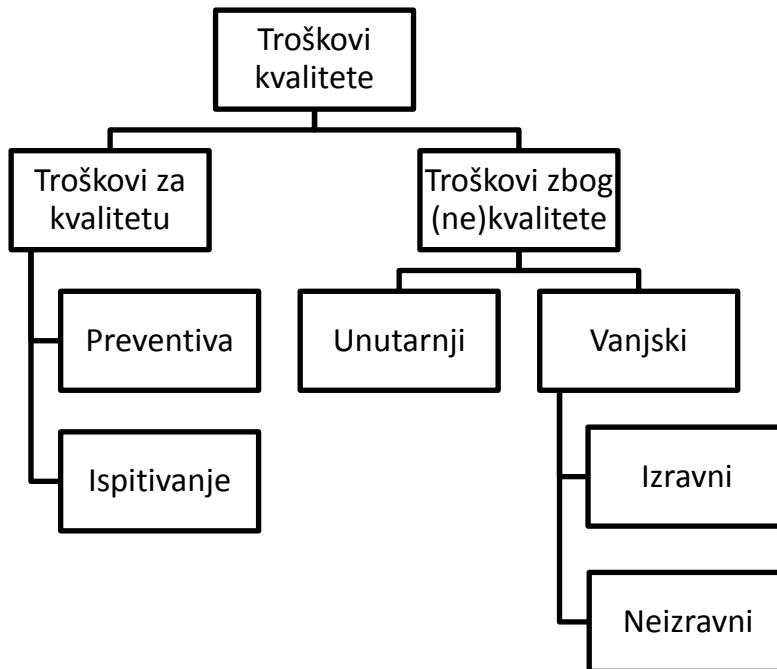 Troškovi
kvalitete
Troškovi za
kvalitetu
Troškovi zbog
(ne)kvalitete
Preventiva
Unutarnji
Vanjski
Ispitivanje
Izravni
Neizravni